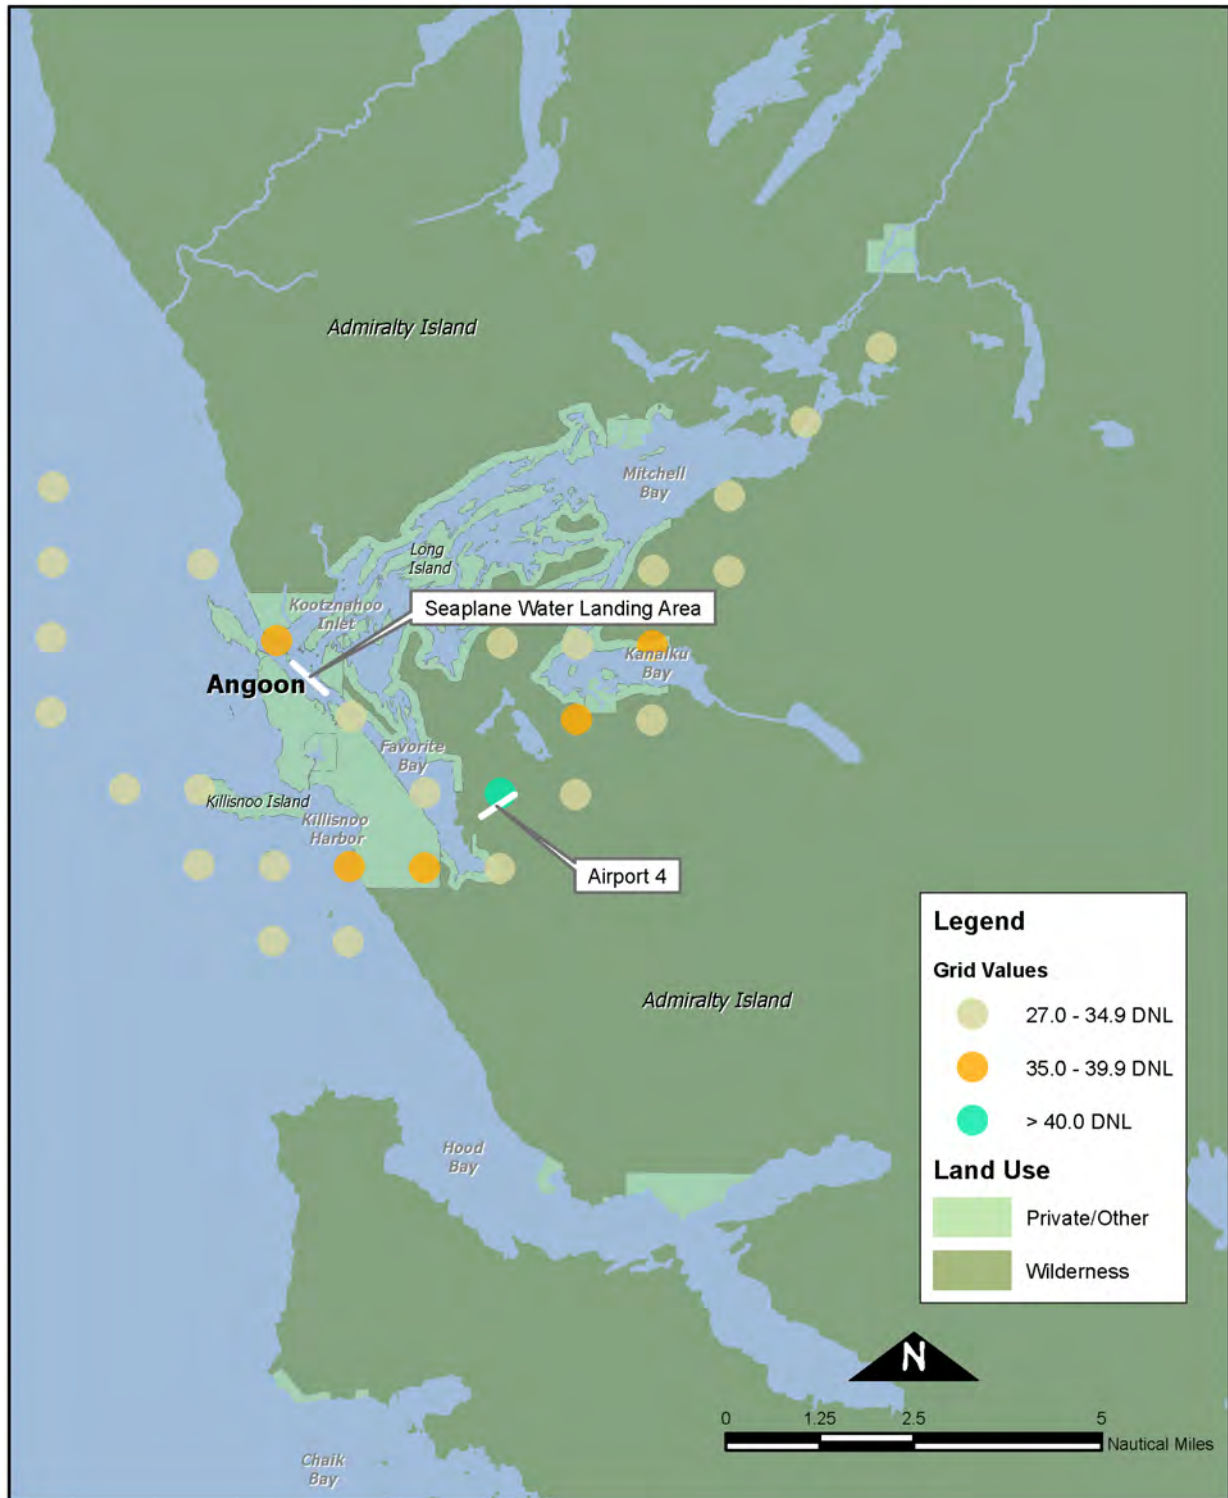 Admiralty Island
Mitchell
Bay
Long
Island
Kootznahoo
Inlet
Seaplane Water Landing Area
Kanalku
Bay
Angoon
Favorite
Bay
Killisnoo Island
Killisnoo
Harbor
Airport 4
Admiralty Island
Hood
Bay
Chaik
Bay
Legend
Grid Values
27.0 - 34.9 DNL
35.0 - 39.9 DNL
> 40.0 DNL
Land Use
Private/Other
Wilderness
N
0 1.25 2.5 5
Nautical Miles